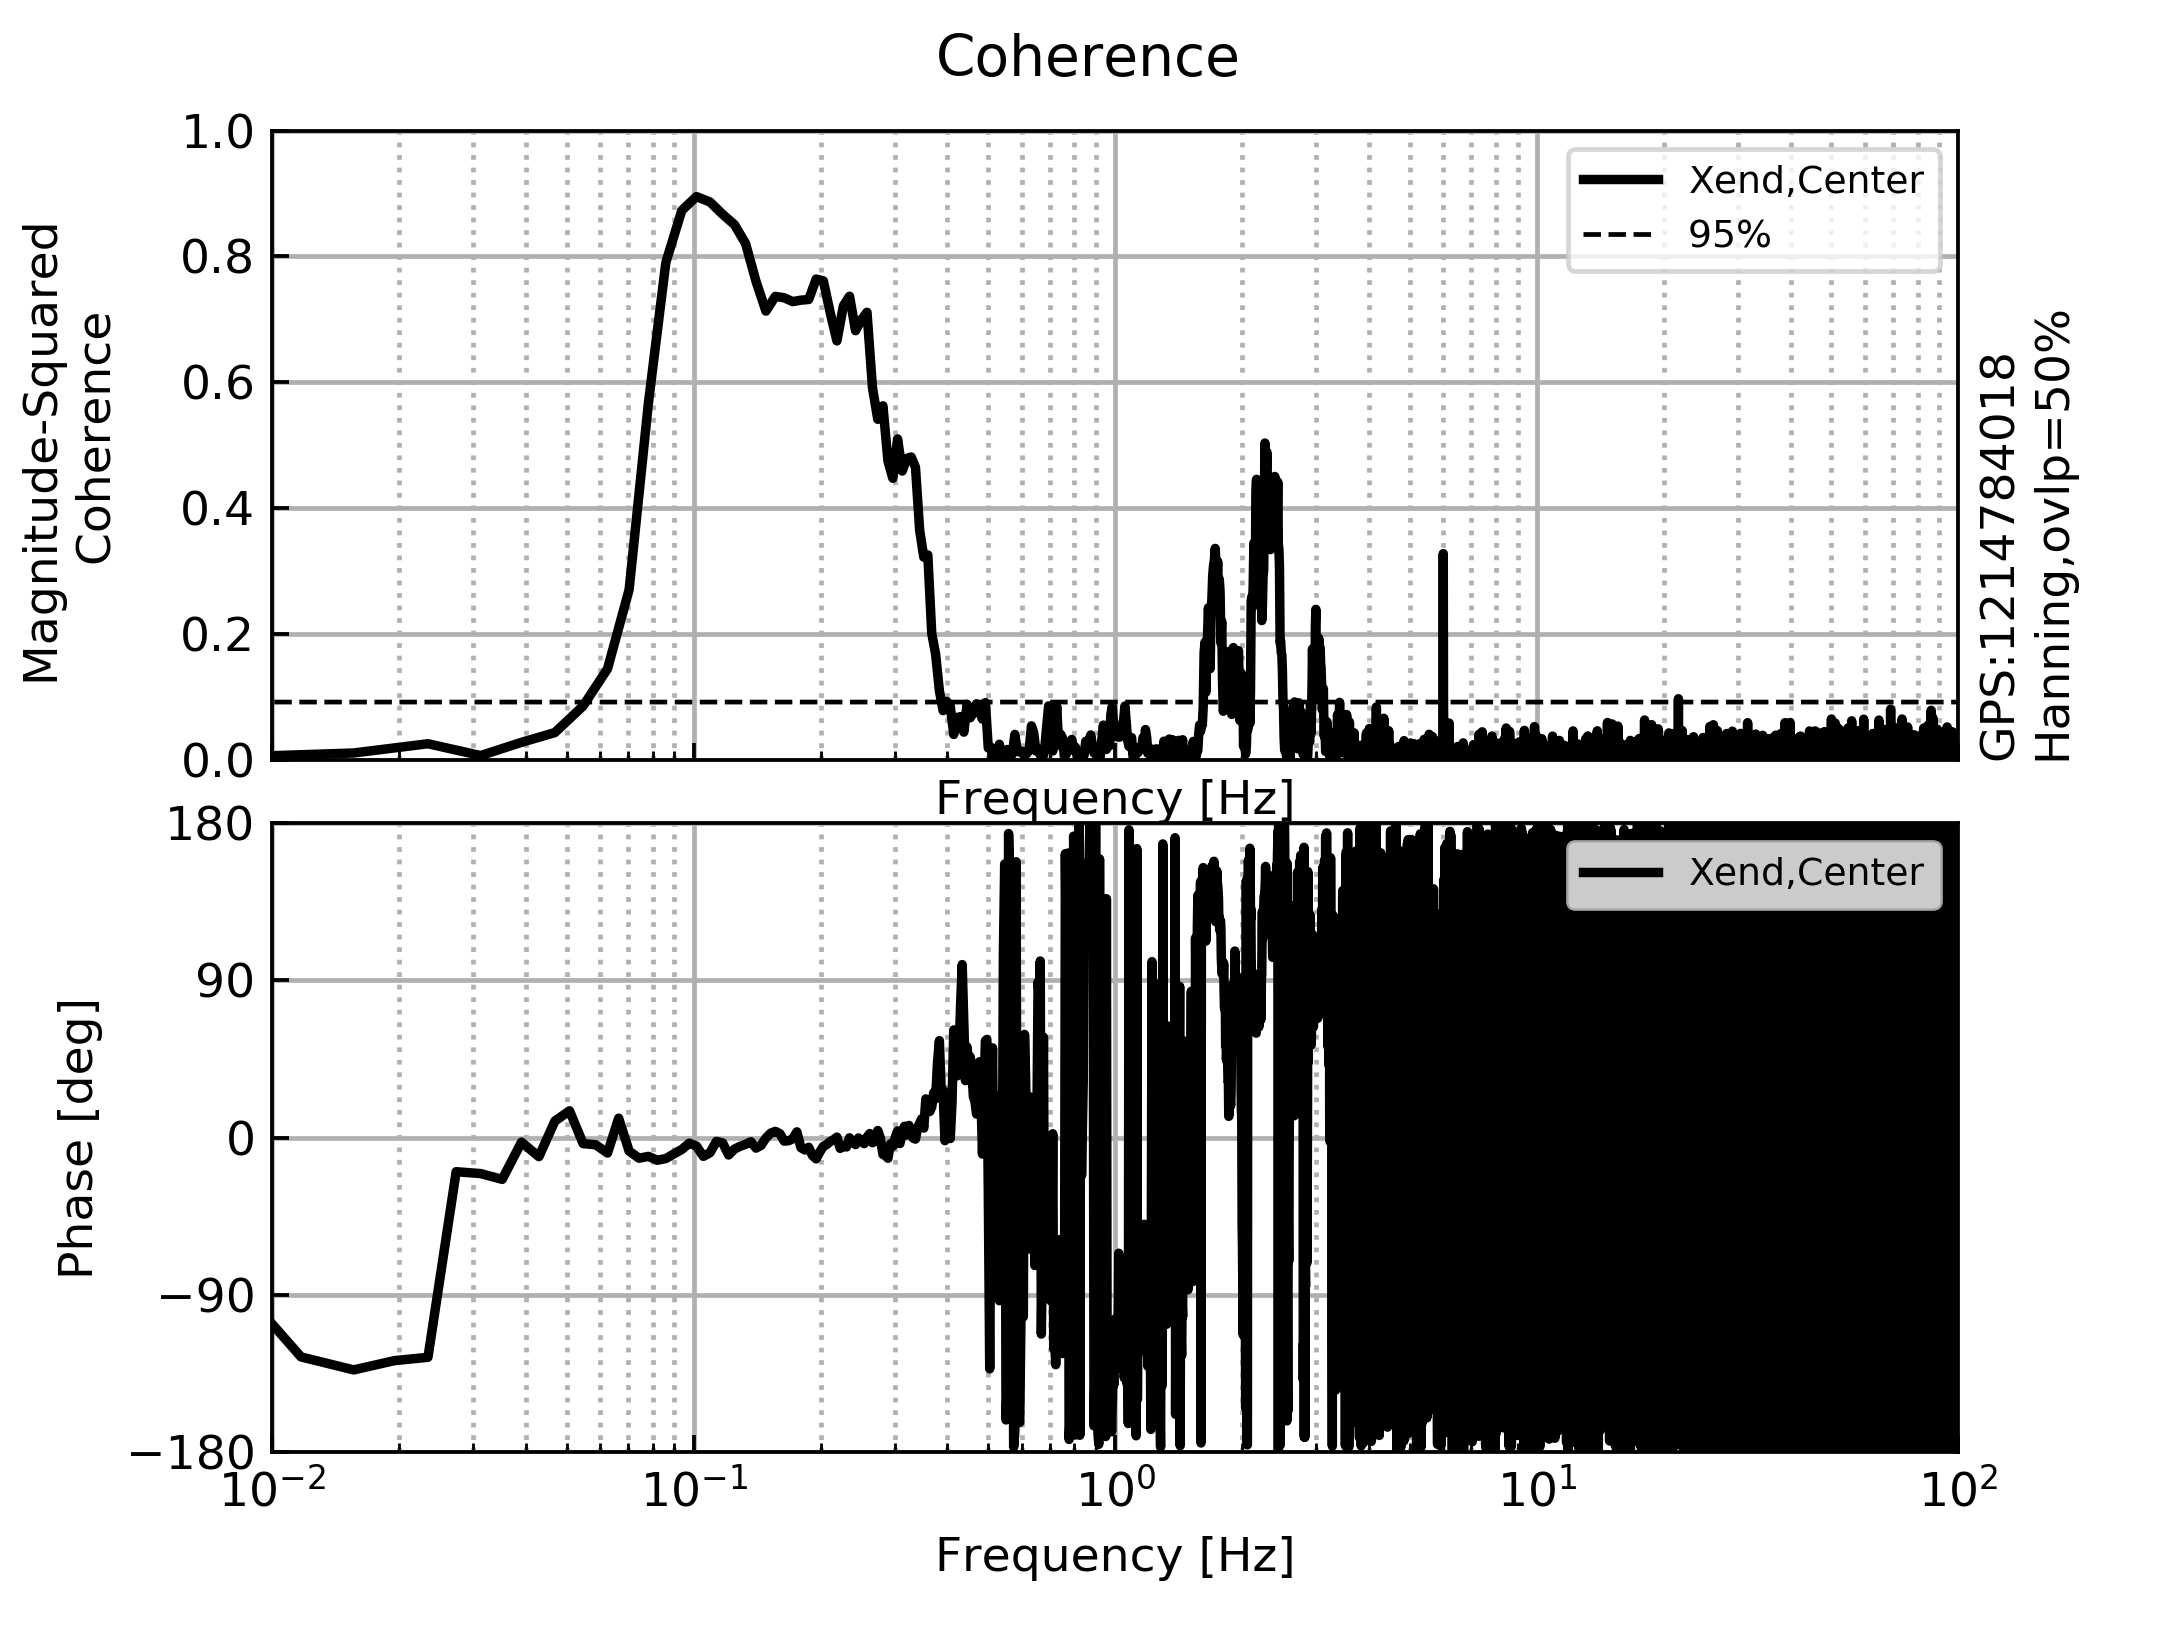 Coherence
Magnitude-Squared
Coherence
1.0
0.8
0.6
0.4
0.2
0.0
Xend,Center
95%
GPS:1214784018
Hanning,ovlp=50%
Frequency [Hz]
Phase [deg]
180
90
0
−90
−180
Xend,Center
10⁻² 10⁻¹ 10⁰ 10¹ 10²
Frequency [Hz]